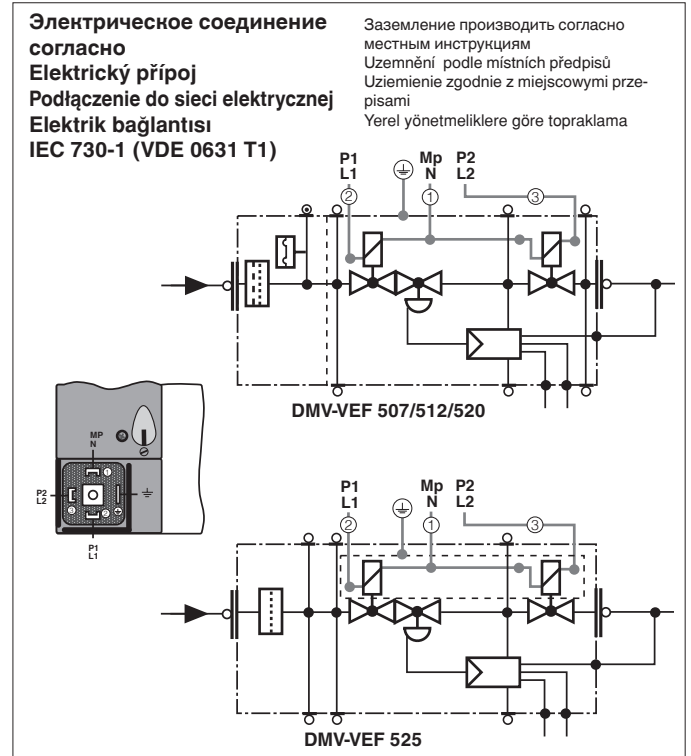 Электрическое соединение
согласно
Elektrický přípoj
Podłączenie do sieci elektrycznej
Elektrik bağlantısı
IEC 730-1 (VDE 0631 T1)
Заземление производить согласно
местным инструкциям
Uzemnění podle místních předpisů
Uziemienie zgodnie z miejscowymi prze-
pisami
Yerel yönetmeliklere göre topraklama
P1 Mp P2
L1 N L2
2 1 3
DMV-VEF 507/512/520
MP
N
1
P2
L2
3 2
P1
L1
P1 Mp P2
L1 N L2
2 1 3
DMV-VEF 525